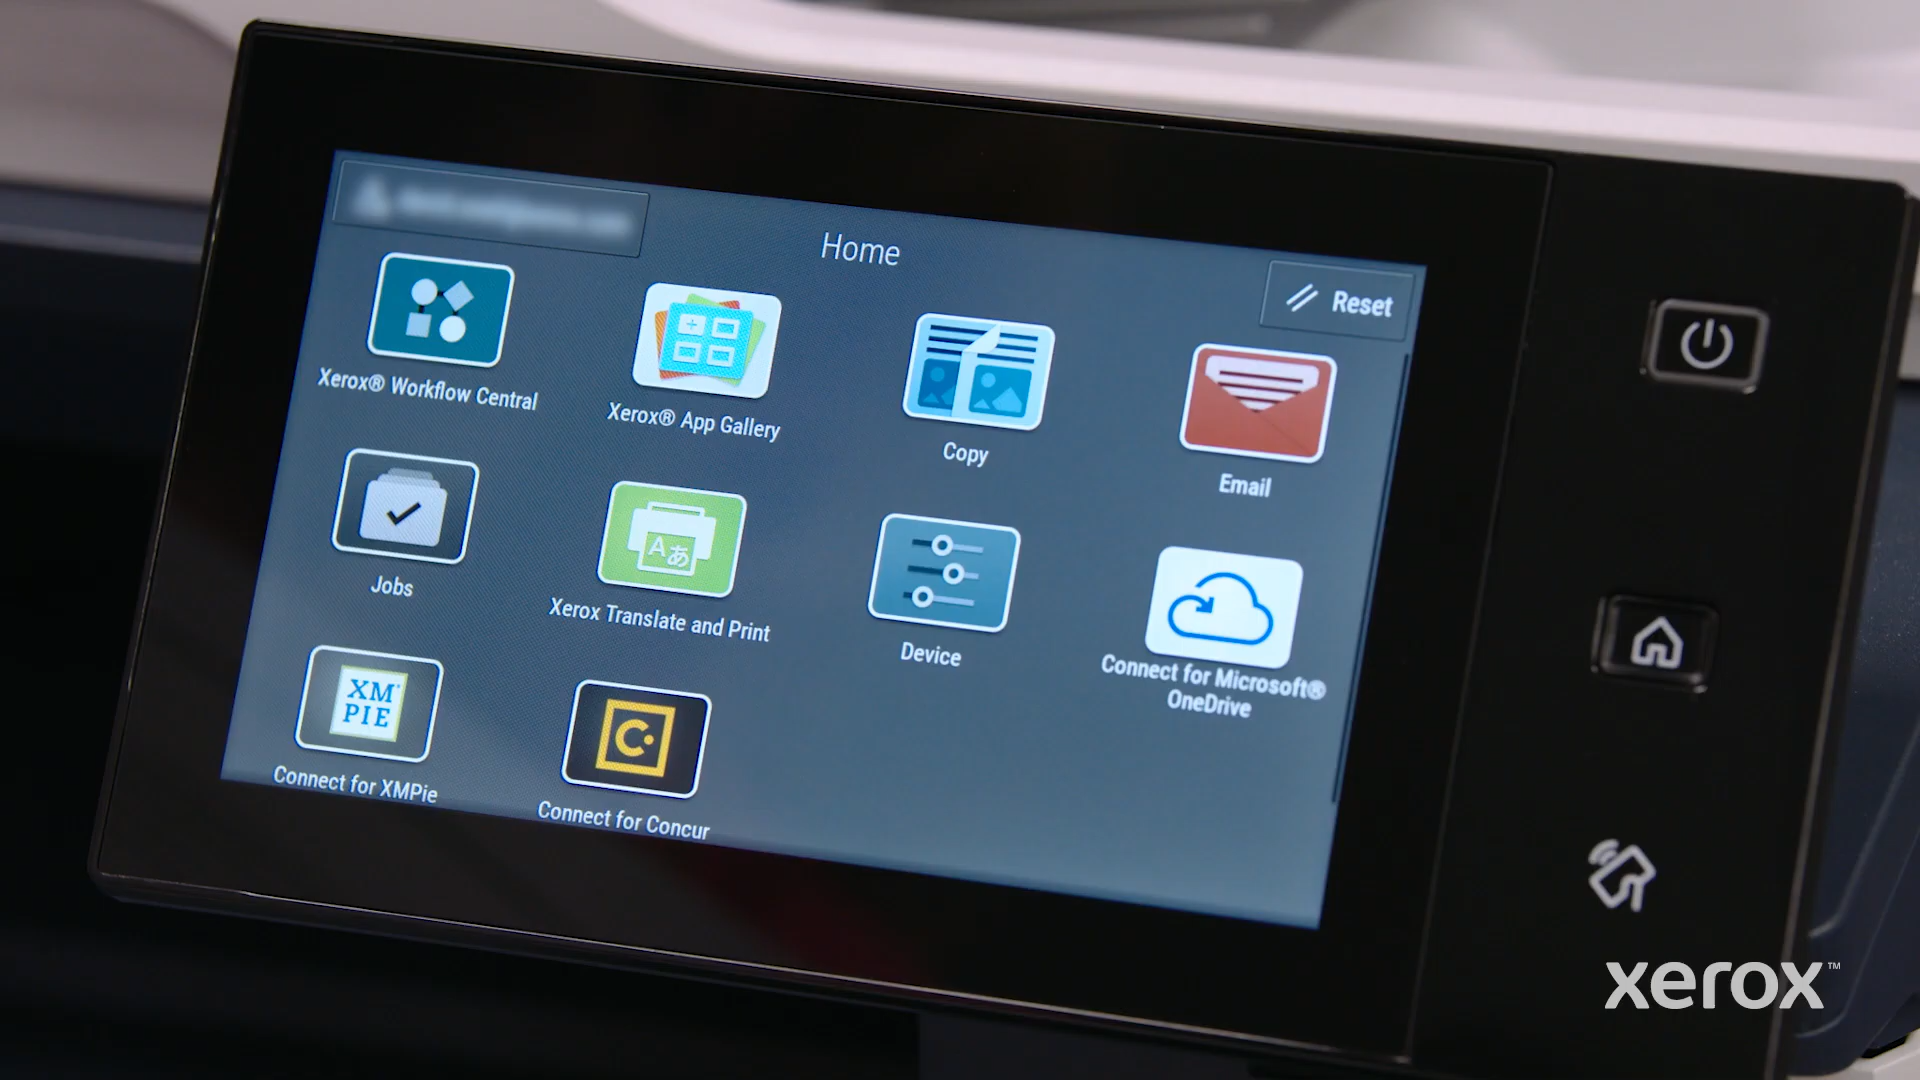 Home
Reset
Xerox® Workflow Central
Xerox® App Gallery
Copy
Email
Jobs
A あ
Xerox Translate and Print
Device
Connect for Microsoft®
OneDrive
XM
PIE
Connect for XMPie
C
Connect for Concur
xerox™